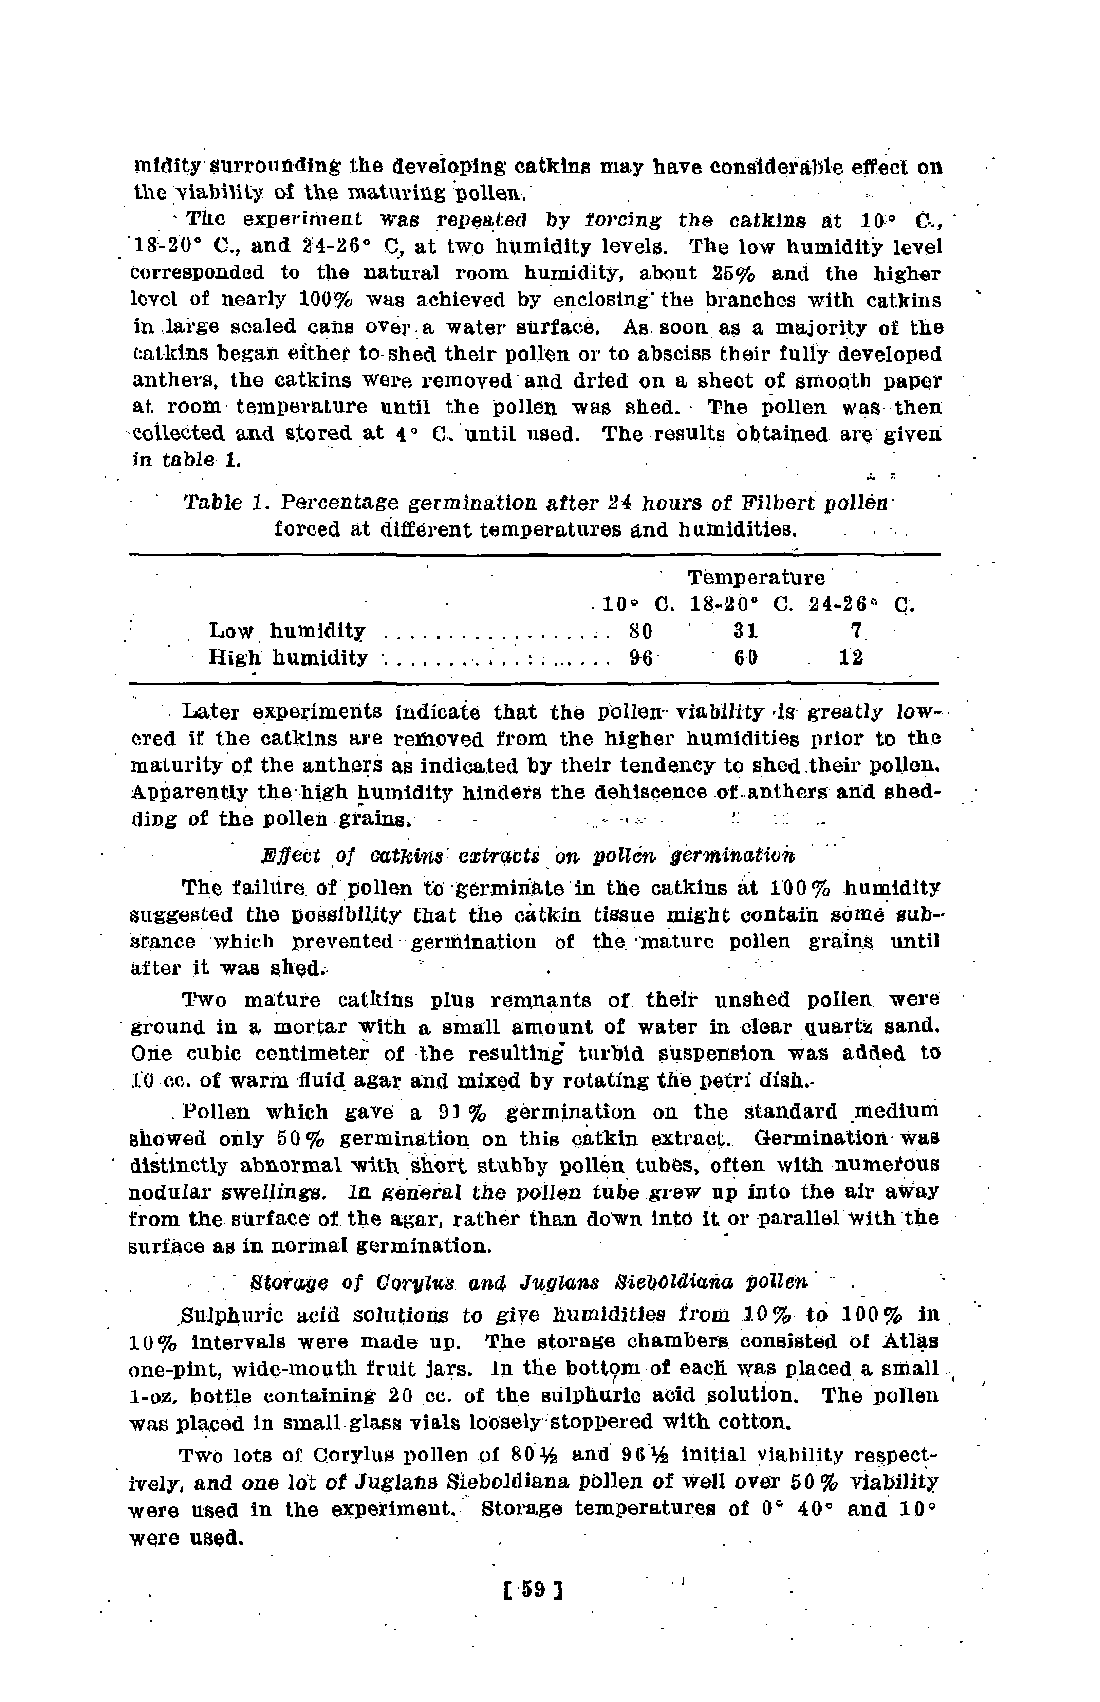 midity surrounding the developing catkins may have considerable effect on
the viability of the maturing pollen.
The experiment was repeated by forcing the catkins at 10° C.,
18-20° C., and 24-26° C, at two humidity levels. The low humidity level
corresponded to the natural room humidity, about 25% and the higher
level of nearly 100% was achieved by enclosing the branches with catkins
in large sealed cans over a water surface. As soon as a majority of the
catkins began either to shed their pollen or to absciss their fully developed
anthers, the catkins were removed and dried on a sheet of smooth paper
at room temperature until the pollen was shed. The pollen was then
collected and stored at 4° C. until used. The results obtained are given
in table 1.
Table 1. Percentage germination after 24 hours of Filbert pollen
forced at different temperatures and humidities.
Temperature
10° C. 18-20° C. 24-26° C.
Low humidity .................. 80 31 7
High humidity .................. 96 60 12
Later experiments indicate that the pollen viability is greatly low-
ered if the catkins are removed from the higher humidities prior to the
maturity of the anthers as indicated by their tendency to shed their pollen.
Apparently the high humidity hinders the dehiscence of anthers and shed-
ding of the pollen grains.
Effect of catkins extracts on pollen germination
The failure of pollen to germinate in the catkins at 100% humidity
suggested the possibility that the catkin tissue might contain some sub-
stance which prevented germination of the mature pollen grains until
after it was shed.
Two mature catkins plus remnants of their unshed pollen were
ground in a mortar with a small amount of water in clear quartz sand.
One cubic centimeter of the resulting turbid suspension was added to
10 cc. of warm fluid agar and mixed by rotating the petri dish.
Pollen which gave a 91% germination on the standard medium
showed only 50% germination on this catkin extract. Germination was
distinctly abnormal with short stubby pollen tubes, often with numerous
nodular swellings. In general the pollen tube grew up into the air away
from the surface of the agar, rather than down into it or parallel with the
surface as in normal germination.
Storage of Corylus and Juglans Sieboldiana pollen
Sulphuric acid solutions to give humidities from 10% to 100% in
10% intervals were made up. The storage chambers consisted of Atlas
one-pint, wide-mouth fruit jars. In the bottom of each was placed a small
1-oz. bottle containing 20 cc. of the sulphuric acid solution. The pollen
was placed in small glass vials loosely stoppered with cotton.
Two lots of Corylus pollen of 80½ and 96½ initial viability respect-
ively, and one lot of Juglans Sieboldiana pollen of well over 50% viability
were used in the experiment. Storage temperatures of 0° 40° and 10°
were used.
[ 59 ]